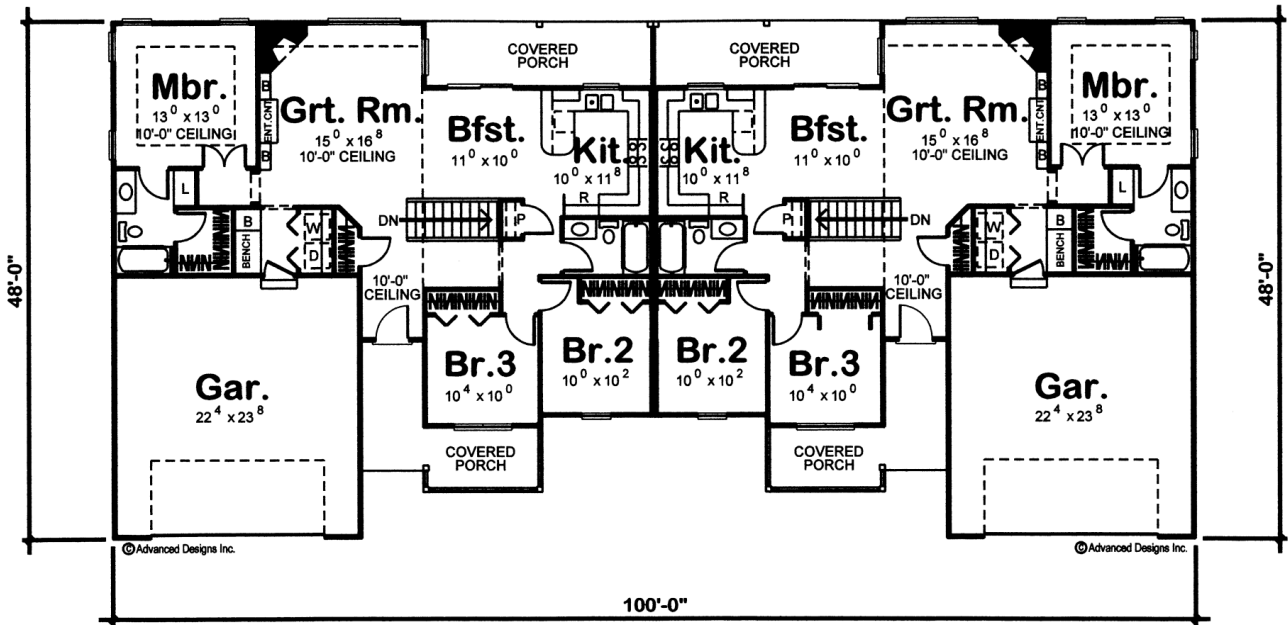 COVERED
PORCH
COVERED
PORCH
Mbr.
13⁰ x 13⁰
10'-0" CEILING
B
ENT.CNT
B
Grt. Rm.
15⁰ x 16⁸
10'-0" CEILING
Bfst.
11⁰ x 10⁰
Kit.
10⁰ x 11⁸
R
Kit.
10⁰ x 11⁸
R
Bfst.
11⁰ x 10⁰
Grt. Rm.
15⁰ x 16⁸
10'-0" CEILING
B
ENT.CNT
B
Mbr.
13⁰ x 13⁰
10'-0" CEILING
L
B
BENCH
W
D
DN
P
P
DN
W
D
B
BENCH
L
48'-0"
10'-0"
CEILING
10'-0"
CEILING
48'-0"
Gar.
22⁴ x 23⁸
Br.3
10⁴ x 10⁰
Br.2
10⁰ x 10²
Br.2
10⁰ x 10²
Br.3
10⁴ x 10⁰
Gar.
22⁴ x 23⁸
COVERED
PORCH
COVERED
PORCH
© Advanced Designs Inc.
© Advanced Designs Inc.
100'-0"